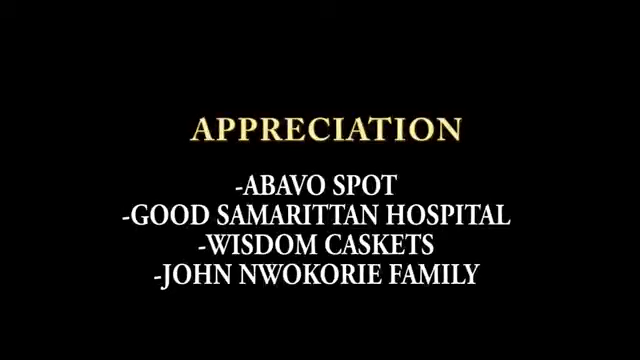 APPRECIATION
-ABAVO SPOT
-GOOD SAMARITTAN HOSPITAL
-WISDOM CASKETS
-JOHN NWOKORIE FAMILY